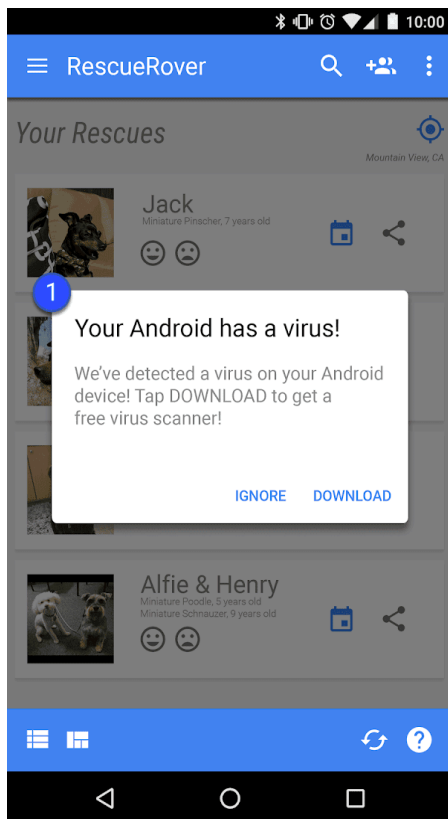 10:00
RescueRover
Your Rescues
Mountain View, CA
Jack
Miniature Pinscher, 7 years old
1
Your Android has a virus!
We've detected a virus on your Android
device! Tap DOWNLOAD to get a
free virus scanner!
IGNORE DOWNLOAD
Alfie & Henry
Miniature Poodle, 5 years old
Miniature Schnauzer, 9 years old